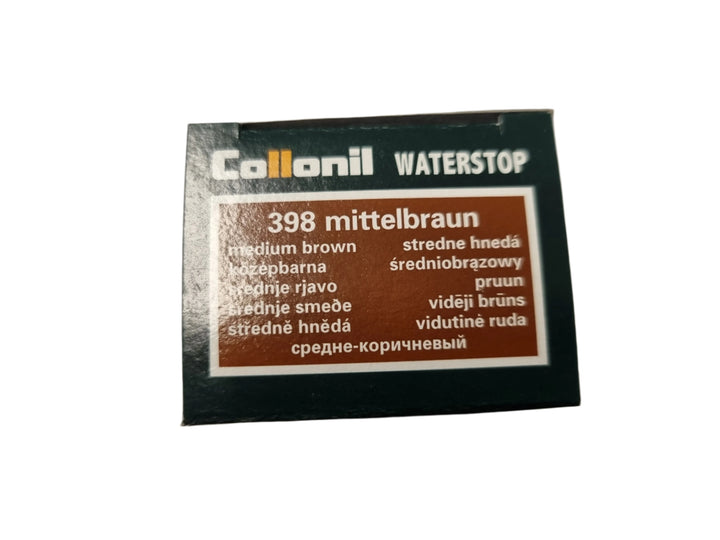 Collonil WATERSTOP
398 mittelbraun
medium brown
középbarna
srednje rjavo
srednje smeđe
středně hnědá
stredne hnedá
średniobrązowy
pruun
vidēji brūns
vidutinė ruda
средне-коричневый